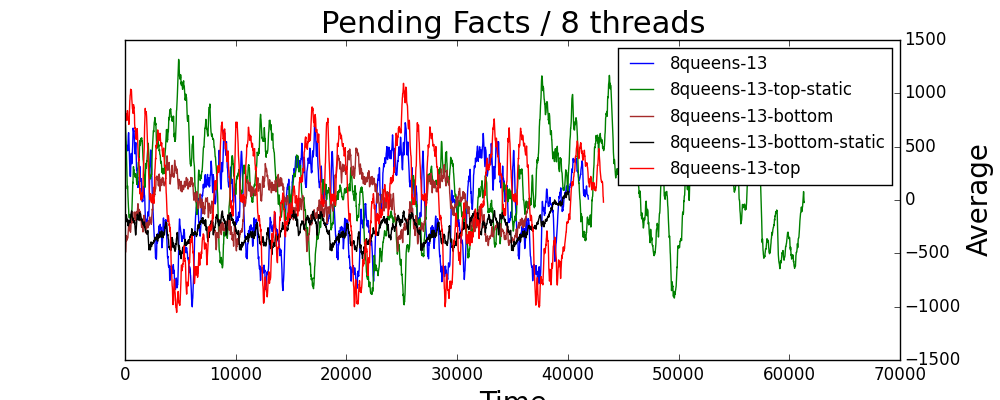 Pending Facts / 8 threads
8queens-13
8queens-13-top-static
8queens-13-bottom
8queens-13-bottom-static
8queens-13-top
1500
1000
500
0
−500
−1000
−1500
Average
0 10000 20000 30000 40000 50000 60000 70000
Time